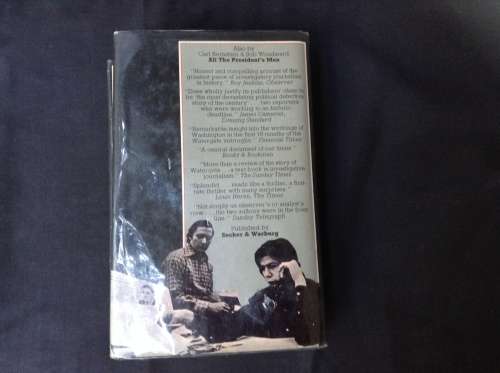 Also by
Carl Bernstein & Bob Woodward
All The President's Men
"Honest and compelling account of the
greatest piece of investigatory journalism
in history." Roy Jenkins, Observer
"Does wholly justify its publishers' claim to
be 'the most devastating political detective
story of the century' ... two reporters
who were working to an historic
deadline." James Cameron,
Evening Standard
"Remarkable insight into the workings of
Washington in the first 18 months of the
Watergate onslaught." Financial Times
"A central document of our times."
Books & Bookmen
"More than a review of the story of
Watergate ... a text book in investigative
journalism." The Sunday Times
"Splendid ... reads like a thriller, a first-
rate thriller with many surprises."
Louis Heren, The Times
"Not simply an observer's or analyst's
view ... the two authors were in the front
line." Sunday Telegraph
Published by
Secker & Warburg